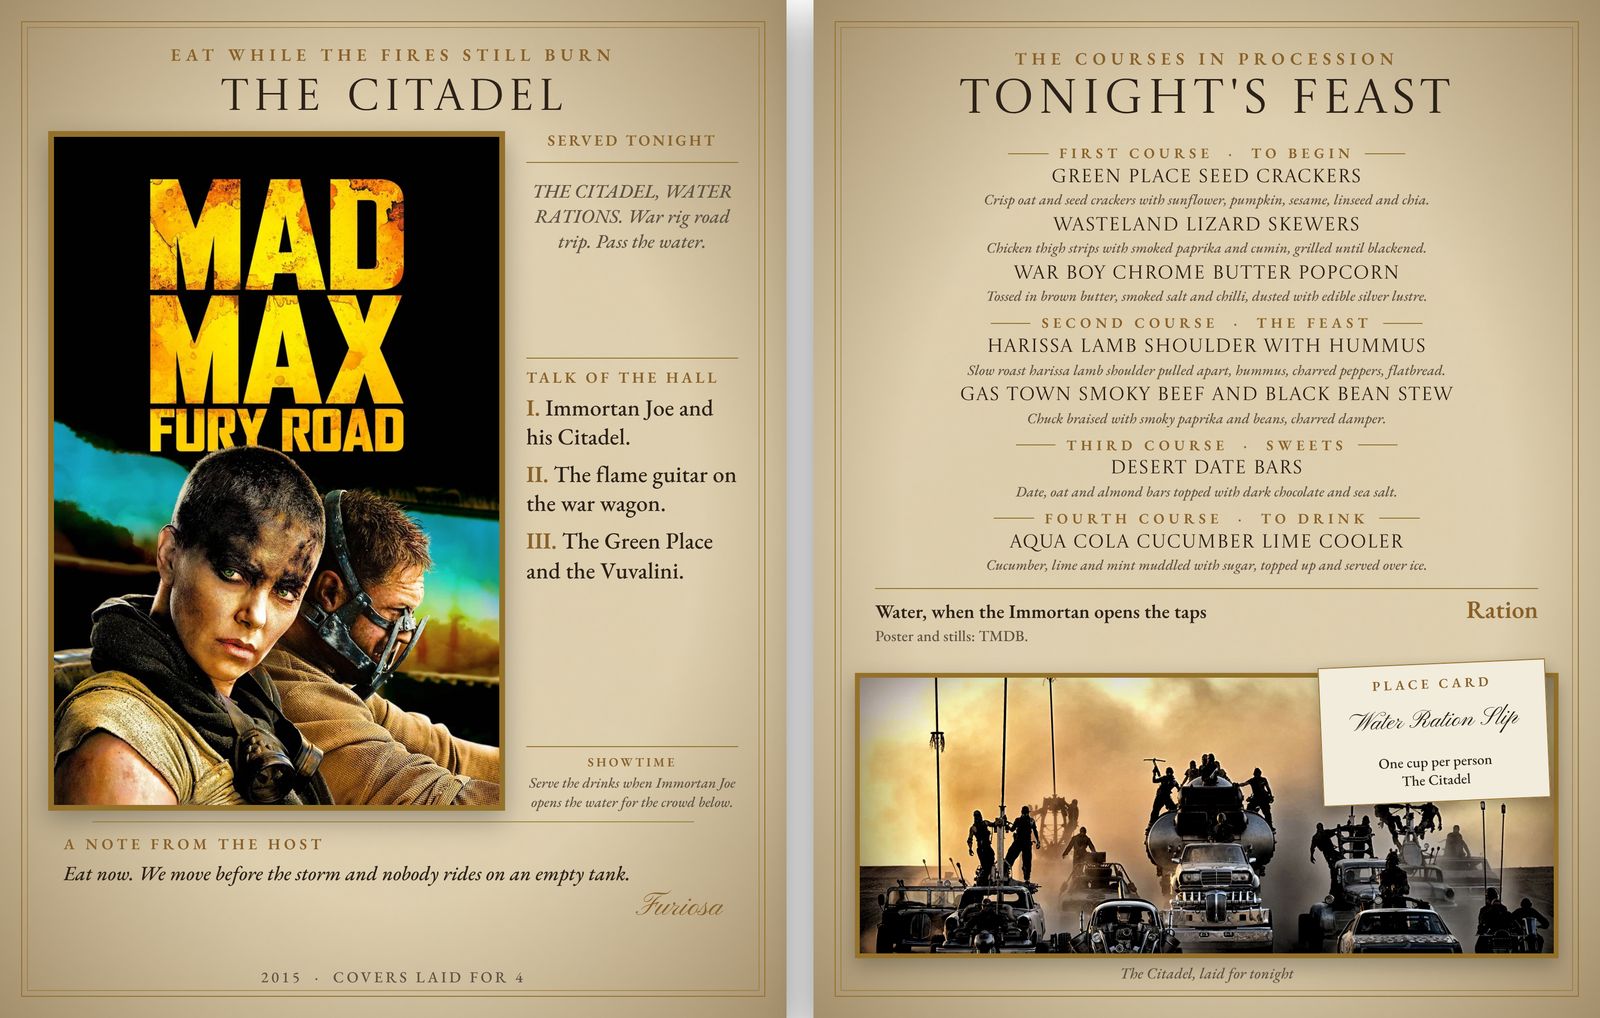 EAT WHILE THE FIRES STILL BURN
THE CITADEL
MAD
MAX
FURY ROAD
SERVED TONIGHT
THE CITADEL, WATER
RATIONS. War rig road
trip. Pass the water.
TALK OF THE HALL
I. Immortan Joe and
his Citadel.
II. The flame guitar on
the war wagon.
III. The Green Place
and the Vuvalini.
SHOWTIME
Serve the drinks when Immortan Joe
opens the water for the crowd below.
A NOTE FROM THE HOST
Eat now. We move before the storm and nobody rides on an empty tank.
Furiosa
2015 · COVERS LAID FOR 4
THE COURSES IN PROCESSION
TONIGHT'S FEAST
FIRST COURSE · TO BEGIN
GREEN PLACE SEED CRACKERS
Crisp oat and seed crackers with sunflower, pumpkin, sesame, linseed and chia.
WASTELAND LIZARD SKEWERS
Chicken thigh strips with smoked paprika and cumin, grilled until blackened.
WAR BOY CHROME BUTTER POPCORN
Tossed in brown butter, smoked salt and chilli, dusted with edible silver lustre.
SECOND COURSE · THE FEAST
HARISSA LAMB SHOULDER WITH HUMMUS
Slow roast harissa lamb shoulder pulled apart, hummus, charred peppers, flatbread.
GAS TOWN SMOKY BEEF AND BLACK BEAN STEW
Chuck braised with smoky paprika and beans, charred damper.
THIRD COURSE · SWEETS
DESERT DATE BARS
Date, oat and almond bars topped with dark chocolate and sea salt.
FOURTH COURSE · TO DRINK
AQUA COLA CUCUMBER LIME COOLER
Cucumber, lime and mint muddled with sugar, topped up and served over ice.
Water, when the Immortan opens the taps Ration
Poster and stills: TMDB.
PLACE CARD
Water Ration Slip
One cup per person
The Citadel
The Citadel, laid for tonight